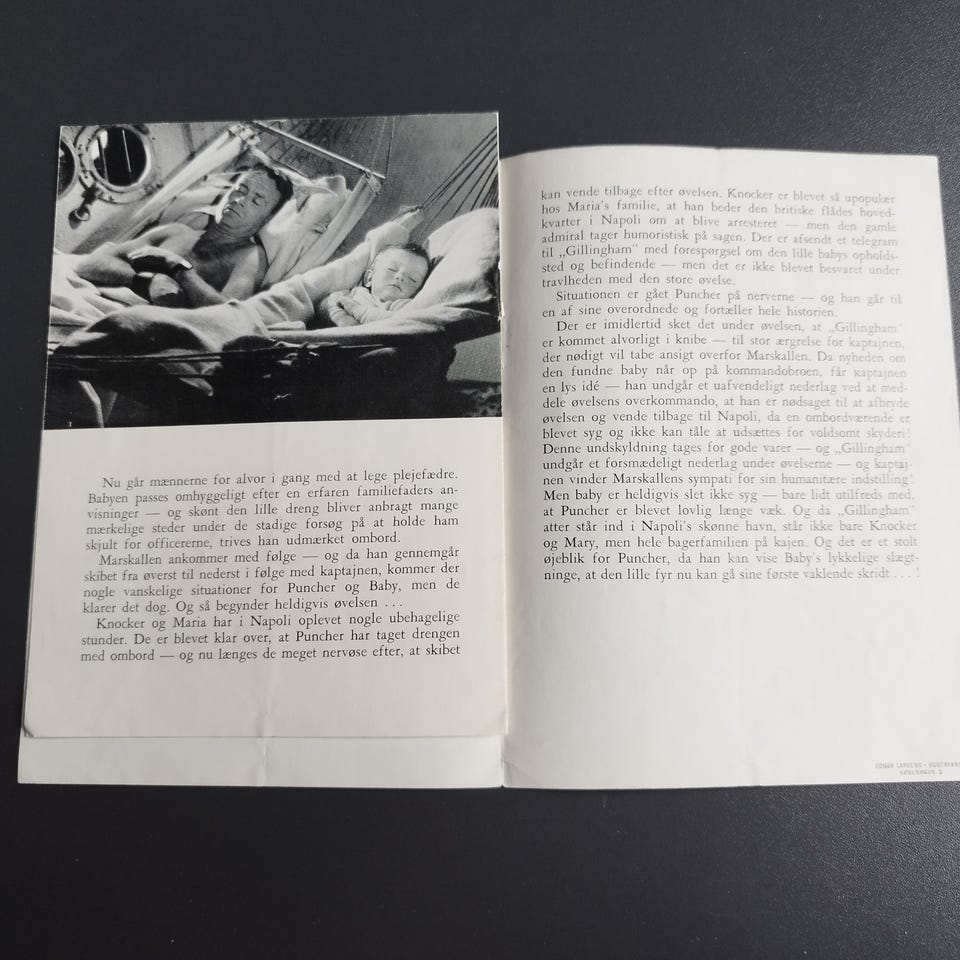 Nu går mænnerne for alvor i gang med at lege plejefædre.
Babyen passes omhyggeligt efter en erfaren familiefaders an-
visninger — og skønt den lille dreng bliver anbragt mange
mærkelige steder under de stadige forsøg på at holde ham
skjult for officererne, trives han udmærket ombord.
Marskallen ankommer med følge — og da han gennemgår
skibet fra øverst til nederst i følge med kaptajnen, kommer der
nogle vanskelige situationer for Puncher og Baby, men de
klarer det dog. Og så begynder heldigvis øvelsen . . .
Knocker og Maria har i Napoli oplevet nogle ubehagelige
stunder. De er blevet klar over, at Puncher har taget drengen
med ombord — og nu længes de meget nervøse efter, at skibet
kan vende tilbage efter øvelsen. Knocker er blevet så upopulær
hos Maria's familie, at han beder den britiske flådes hoved-
kvarter i Napoli om at blive arresteret — men den gamle
admiral tager humoristisk på sagen. Der er afsendt et telegram
til „Gillingham" med forespørgsel om den lille babys opholds-
sted og befindende — men det er ikke blevet besvaret under
travlheden med den store øvelse.
Situationen er gået Puncher på nerverne — og han går til
en af sine overordnede og fortæller hele historien.
Der er imidlertid sket det under øvelsen, at „Gillingham"
er kommet alvorligt i knibe — til stor ærgrelse for kaptajnen,
der nødigt vil tabe ansigt overfor Marskallen. Da nyheden om
den fundne baby når op på kommandobroen, får kaptajnen
en lys idé — han undgår et uafvendeligt nederlag ved at med-
dele øvelsens overkommando, at han er nødsaget til at afbryde
øvelsen og vende tilbage til Napoli, da en ombordværende er
blevet syg og ikke kan tåle at udsættes for voldsomt skyderi!
Denne undskyldning tages for gode varer — og „Gillingham"
undgår et forsmædeligt nederlag under øvelserne — og kaptaj-
nen vinder Marskallens sympati for sin humanitære indstilling!
Men baby er heldigvis slet ikke syg — bare lidt utilfreds med,
at Puncher er blevet lovlig længe væk. Og da „Gillingham"
atter står ind i Napoli's skønne havn, står ikke bare Knocker
og Mary, men hele bagerfamilien på kajen. Og det er et stolt
øjeblik for Puncher, da han kan vise Baby's lykkelige slægt-
ninge, at den lille fyr nu kan gå sine første vaklende skridt . . . !
EDGAR LARSENS - BOGTRYKKE
KØBENHAVN S